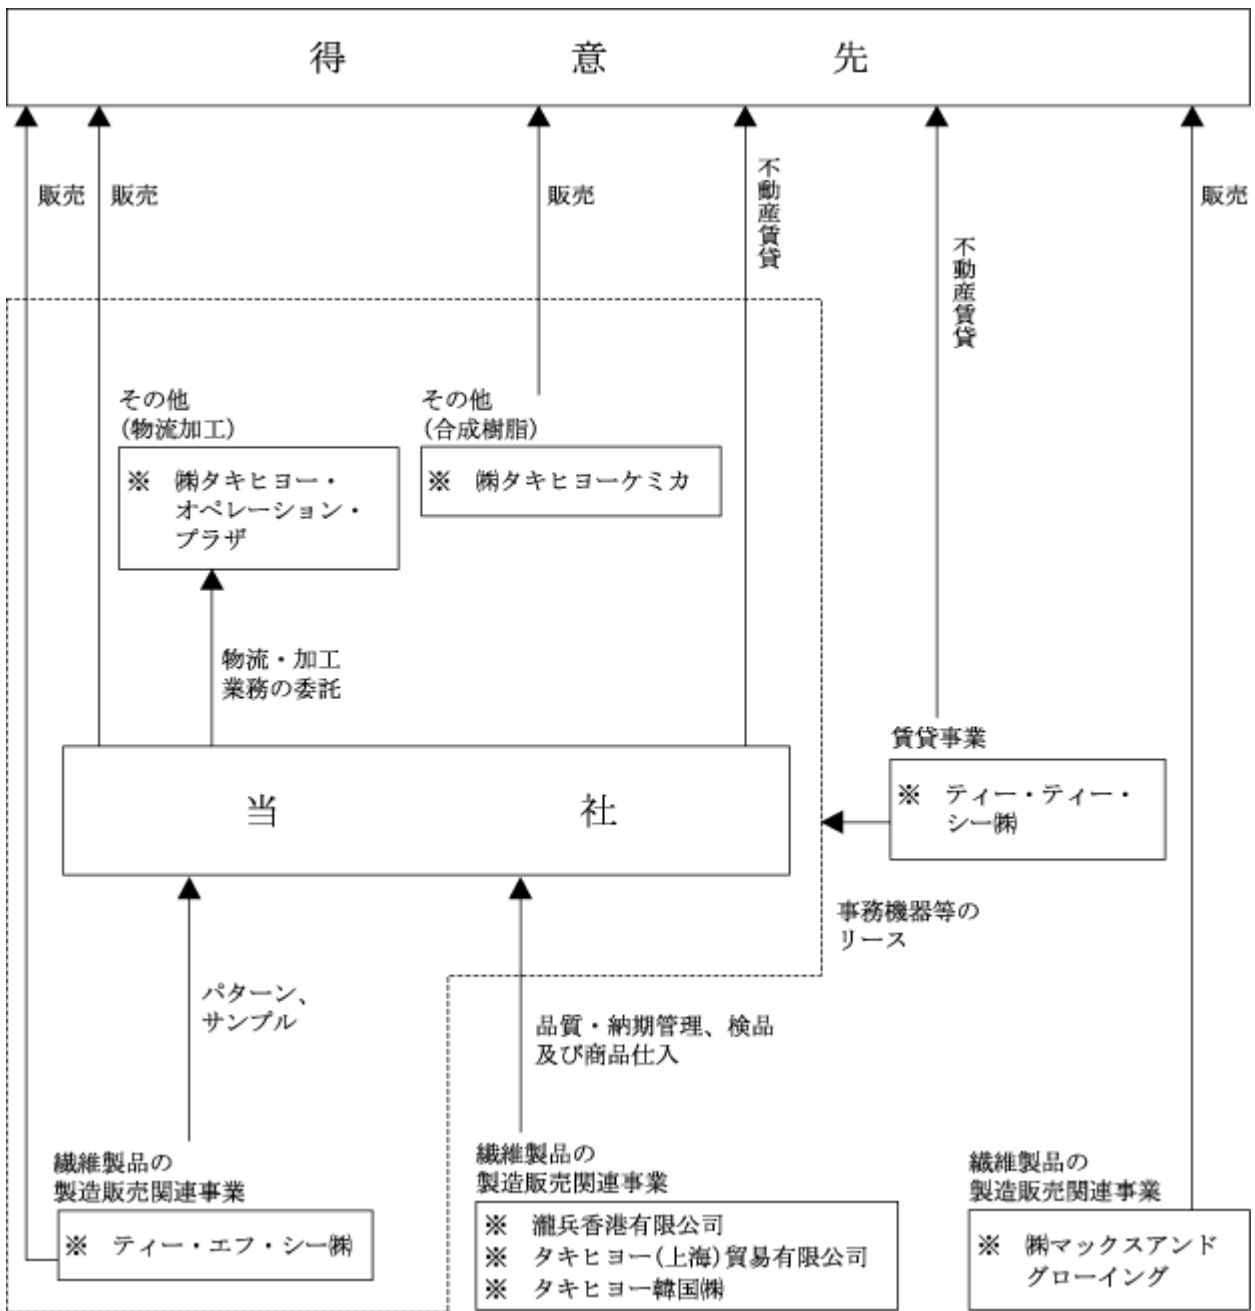 得意先
販売
販売
販売
不動産賃貸
不動産賃貸
販売
その他
(物流加工)
※ ㈱タキヒヨー・
オペレーション・
プラザ
その他
(合成樹脂)
※ ㈱タキヒヨーケミカ
物流・加工
業務の委託
賃貸事業
※ ティー・ティー・
シー㈱
当社
事務機器等の
リース
パターン、
サンプル
品質・納期管理、検品
及び商品仕入
繊維製品の
製造販売関連事業
※ ティー・エフ・シー㈱
繊維製品の
製造販売関連事業
※ 瀧兵香港有限公司
※ タキヒヨー(上海)貿易有限公司
※ タキヒヨー韓国㈱
繊維製品の
製造販売関連事業
※ ㈱マックスアンド
グローイング